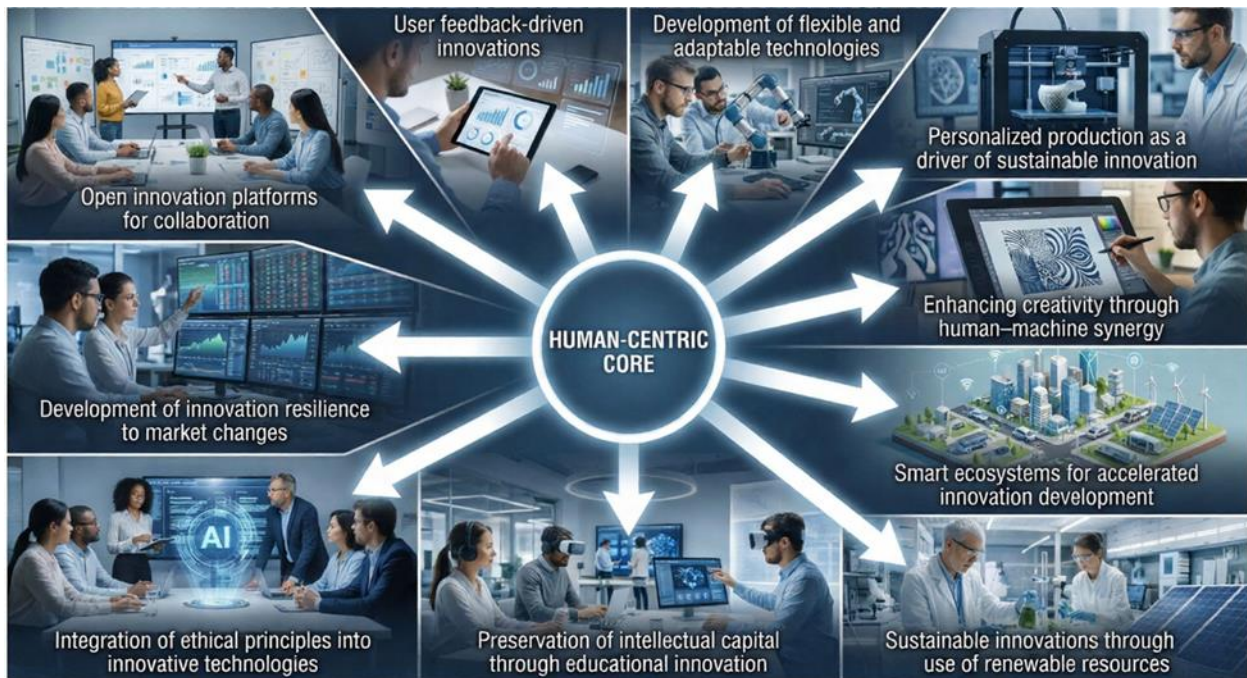 User feedback-driven
innovations
Development of flexible and
adaptable technologies
Open innovation platforms
for collaboration
Personalized production as a
driver of sustainable innovation
Enhancing creativity through
human–machine synergy
HUMAN-CENTRIC
CORE
Development of innovation resilience
to market changes
Smart ecosystems for accelerated
innovation development
AI
Integration of ethical principles into
innovative technologies
Preservation of intellectual capital
through educational innovation
Sustainable innovations through
use of renewable resources